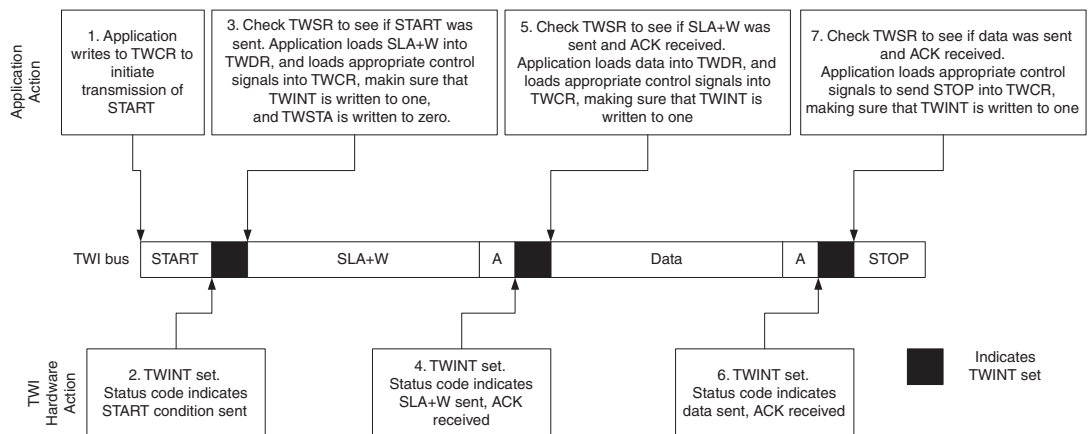 Application
Action
1. Application
writes to TWCR to
initiate
transmission of
START
3. Check TWSR to see if START was
sent. Application loads SLA+W into
TWDR, and loads appropriate control
signals into TWCR, makin sure that
TWINT is written to one,
and TWSTA is written to zero.
5. Check TWSR to see if SLA+W was
sent and ACK received.
Application loads data into TWDR, and
loads appropriate control signals into
TWCR, making sure that TWINT is
written to one
7. Check TWSR to see if data was sent
and ACK received.
Application loads appropriate control
signals to send STOP into TWCR,
making sure that TWINT is written to one
TWI bus
START
SLA+W
A
Data
A
STOP
TWI
Hardware
Action
2. TWINT set.
Status code indicates
START condition sent
4. TWINT set.
Status code indicates
SLA+W sent, ACK
received
6. TWINT set.
Status code indicates
data sent, ACK received
Indicates
TWINT set